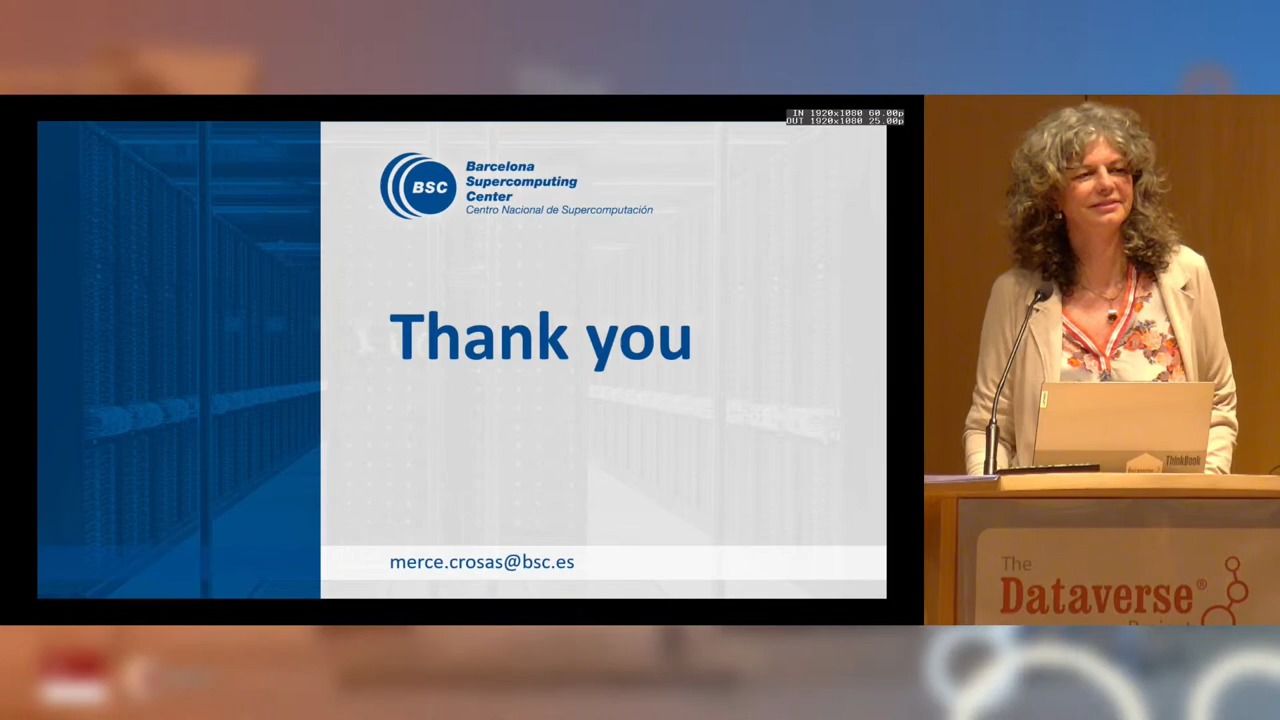 IN 1920x1080 60.00p
OUT 1920x1080 25.00p
BSC
Barcelona
Supercomputing
Center
Centro Nacional de Supercomputación
Thank you
merce.crosas@bsc.es
ThinkBook
The
Dataverse®